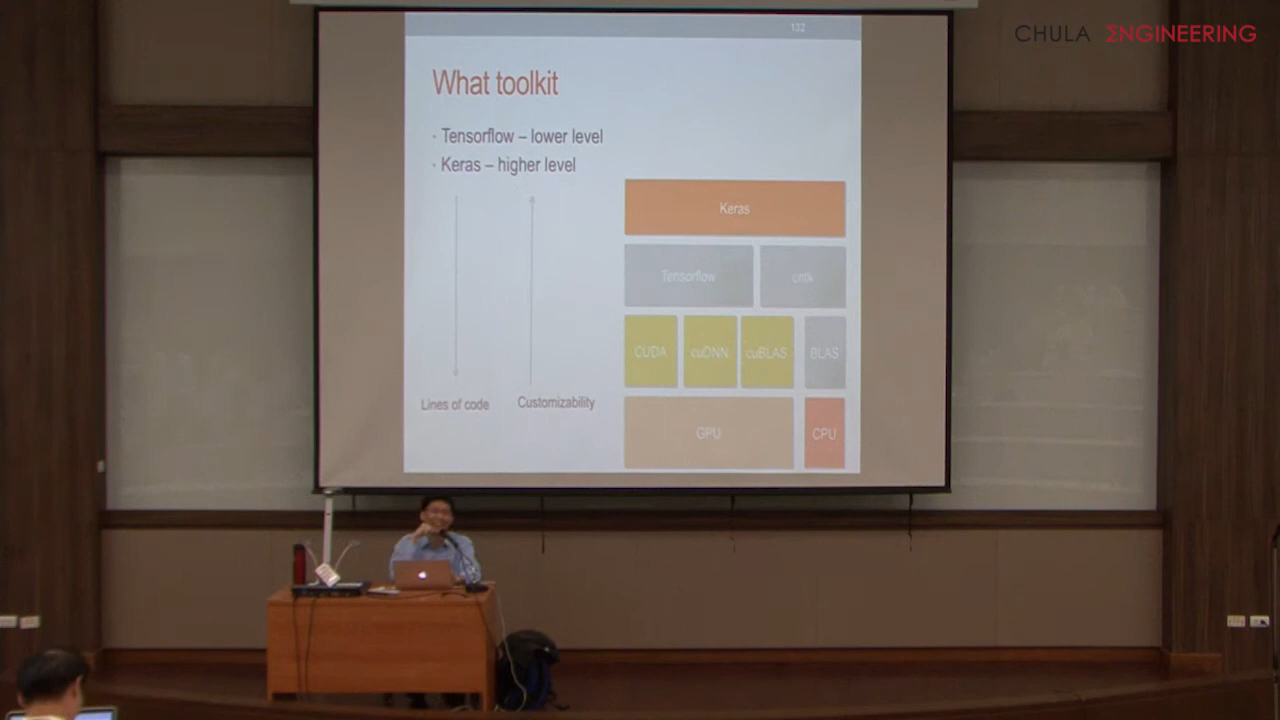 CHULA ΣNGINEERING
132
What toolkit
Tensorflow – lower level
Keras – higher level
Keras
Tensorflow
cntk
CUDA
cuDNN
cuBLAS
BLAS
Lines of code
Customizability
GPU
CPU